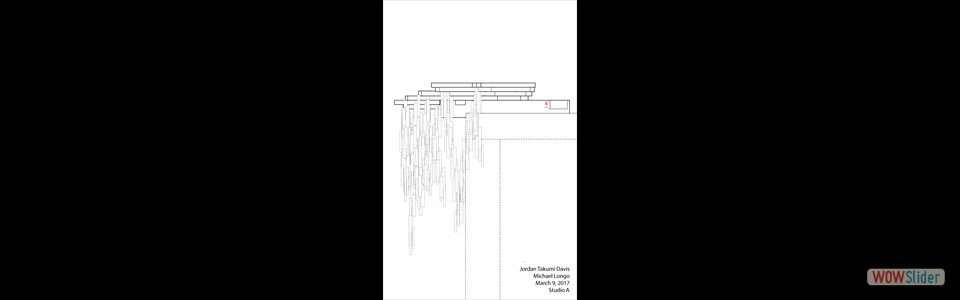 Jordan Takumi Davis
Michael Longo
March 9, 2017
Studio A
WOWSlider